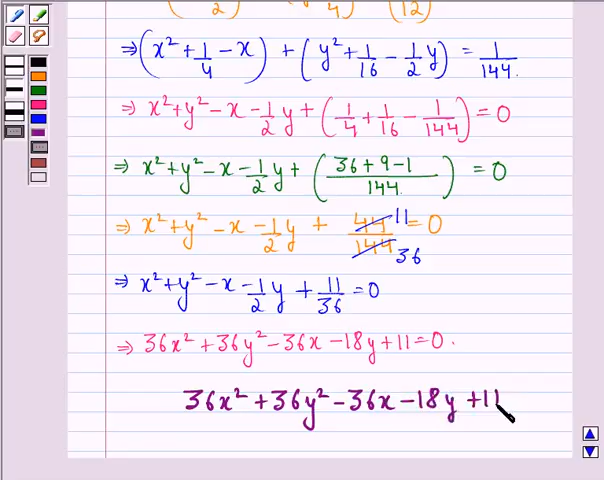 (  /2 ) ( /4 ) (12)
⇒(x² + 1/4 − x) + (y² + 1/16 − 1/2 y) = 1/144.
⇒ x² + y² − x − 1/2 y + (1/4 + 1/16 − 1/144) = 0
⇒ x² + y² − x − 1/2 y + ((36 + 9 − 1)/144.) = 0
⇒ x² + y² − x − 1/2 y + 44/144 11/36 = 0
⇒ x² + y² − x − 1/2 y + 11/36 = 0
⇒ 36x² + 36y² − 36x − 18y + 11 = 0.
36x² + 36y² − 36x − 18y + 11